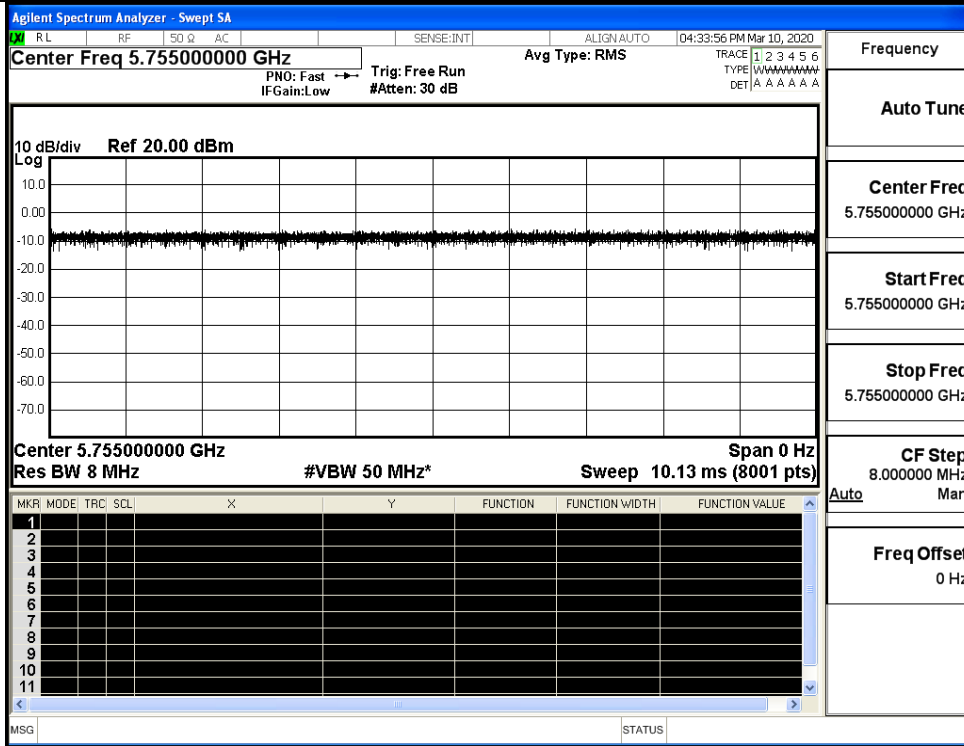 Agilent Spectrum Analyzer - Swept SA
LXI RL RF 50 Ω AC SENSE:INT ALIGN AUTO 04:33:56 PM Mar 10, 2020
Center Freq 5.755000000 GHz
PNO: Fast
IFGain:Low
Trig: Free Run
#Atten: 30 dB
Avg Type: RMS
TRACE 1 2 3 4 5 6
TYPE WWWWWW
DET A A A A A A
10 dB/div Ref 20.00 dBm
Log
10.0
0.00
-10.0
-20.0
-30.0
-40.0
-50.0
-60.0
-70.0
Center 5.755000000 GHz Span 0 Hz
Res BW 8 MHz #VBW 50 MHz* Sweep 10.13 ms (8001 pts)
MKR MODE TRC SCL X Y FUNCTION FUNCTION WIDTH FUNCTION VALUE
1
2
3
4
5
6
7
8
9
10
11
MSG STATUS
Frequency
Auto Tune
Center Freq
5.755000000 GHz
Start Freq
5.755000000 GHz
Stop Freq
5.755000000 GHz
CF Step
8.000000 MHz
Auto Man
Freq Offset
0 Hz